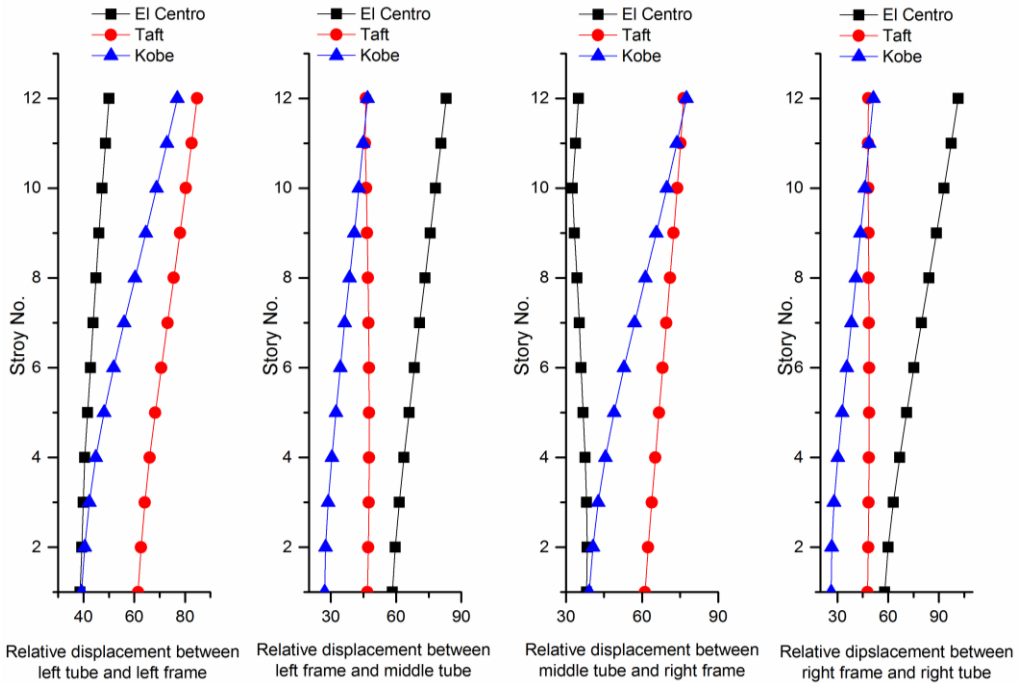 El Centro
Taft
Kobe
12
10
8
6
4
2
Stroy No.
40
60
80
Relative displacement between
left tube and left frame
El Centro
Taft
Kobe
12
10
8
6
4
2
Story No.
30
60
90
Relative displacement between
left frame and middle tube
El Centro
Taft
Kobe
12
10
8
6
4
2
Story No.
30
60
90
Relative displacement between
middle tube and right frame
El Centro
Taft
Kobe
12
10
8
6
4
2
Story No.
30
60
90
Relative dipslacement between
right frame and right tube